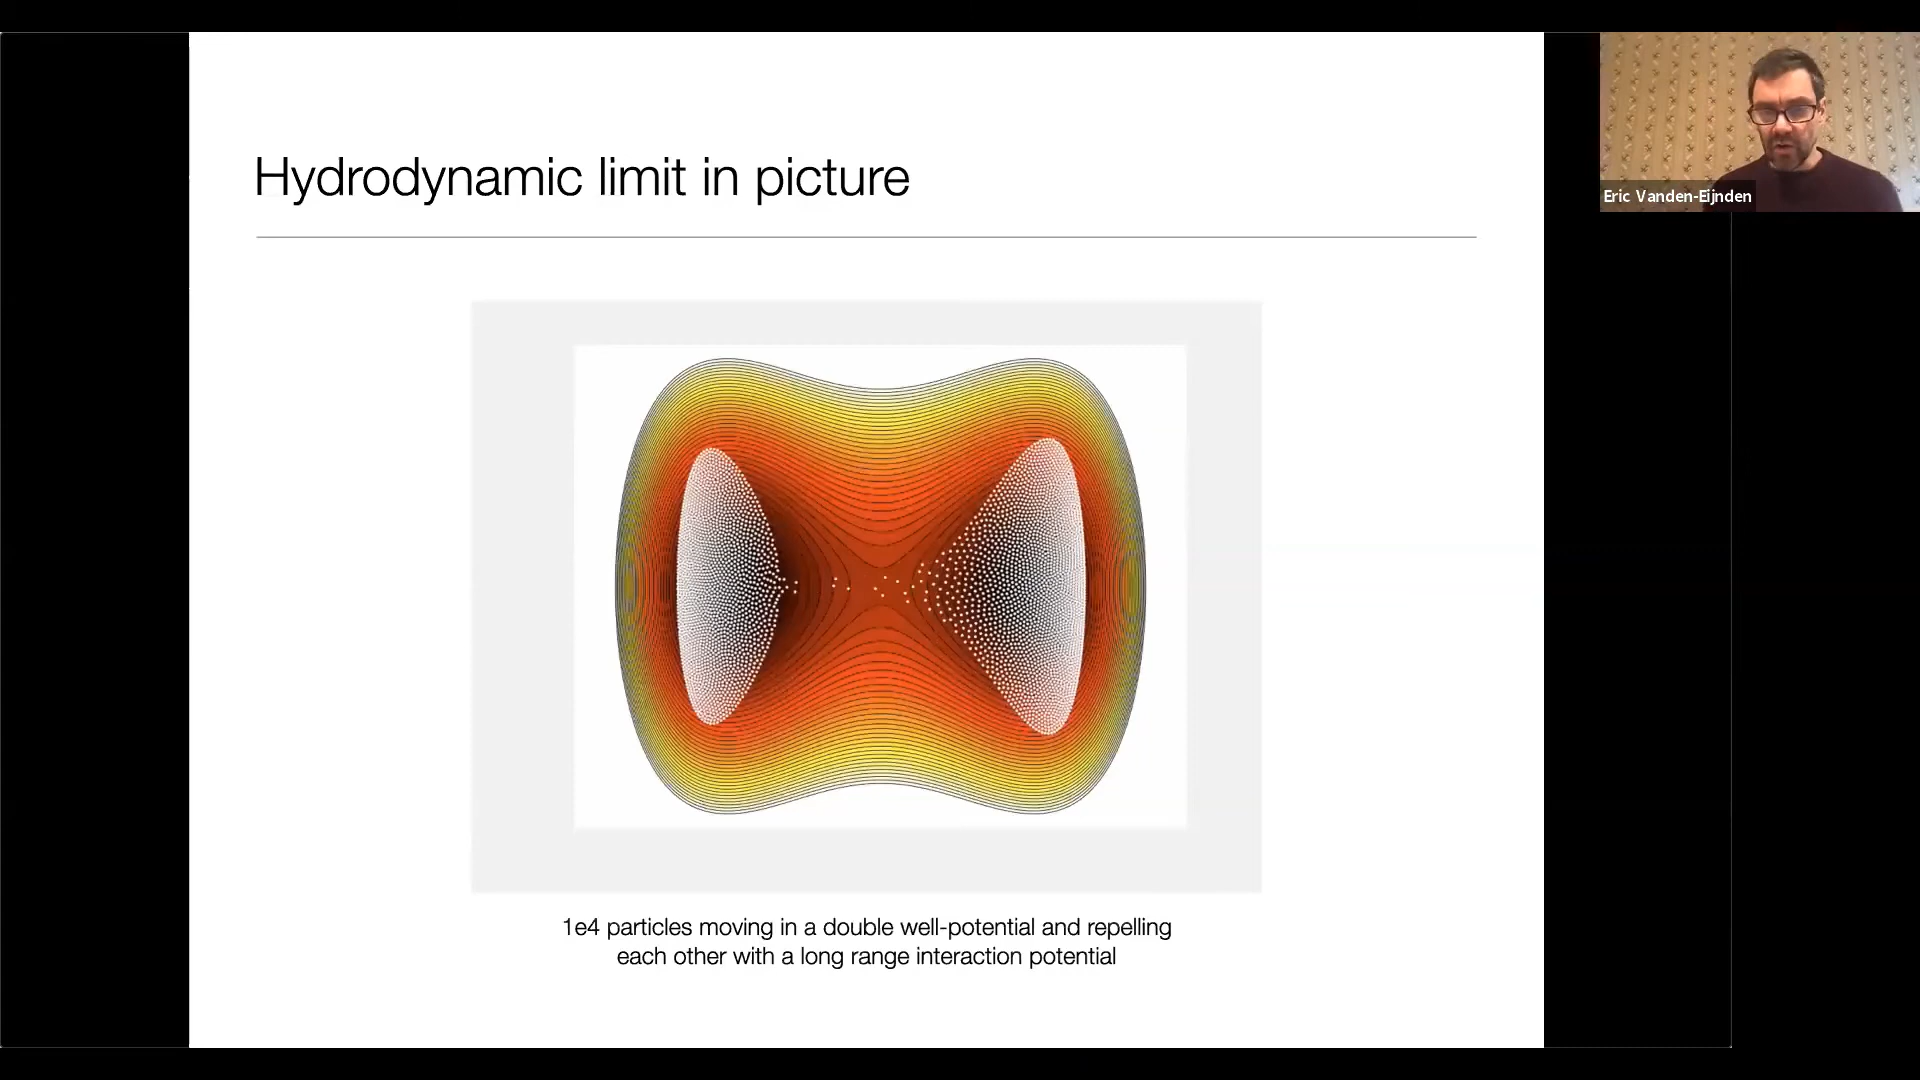 Hydrodynamic limit in picture
Eric Vanden-Eijnden
1e4 particles moving in a double well-potential and repelling
each other with a long range interaction potential